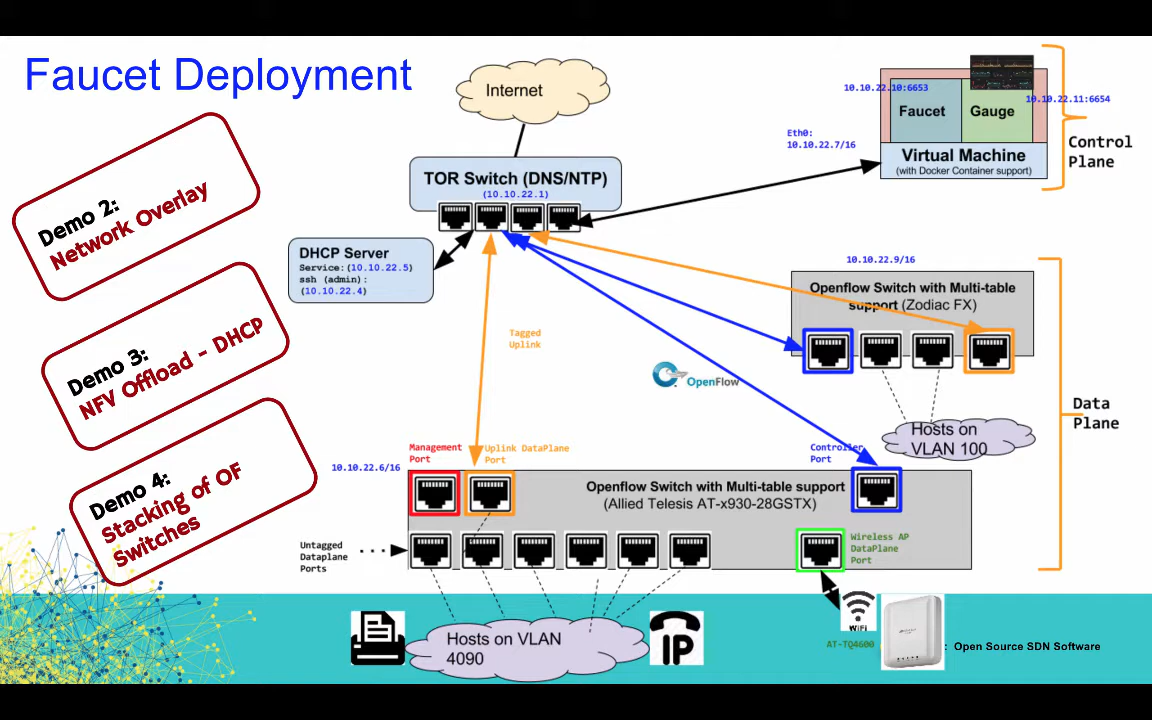 Faucet Deployment
Internet
TOR Switch (DNS/NTP)
(10.10.22.1)
DHCP Server
Service:(10.10.22.5)
ssh (admin):
(10.10.22.4)
10.10.22.10:6653
10.10.22.11:6654
Faucet
Gauge
Eth0:
10.10.22.7/16
Virtual Machine
(with Docker Container support)
Control
Plane
Demo 2:
Network Overlay
Demo 3:
NFV Offload - DHCP
Demo 4:
Stacking of OF
Switches
10.10.22.9/16
Openflow Switch with Multi-table
support (Zodiac FX)
Tagged
Uplink
OpenFlow
Hosts on
VLAN 100
Data
Plane
Management
Port
Uplink DataPlane
Port
Controller
Port
10.10.22.6/16
Openflow Switch with Multi-table support
(Allied Telesis AT-x930-28GSTX)
Untagged
Dataplane
Ports
Wireless AP
DataPlane
Port
Hosts on VLAN
4090
IP
WiFi
AT-TQ4600
: Open Source SDN Software